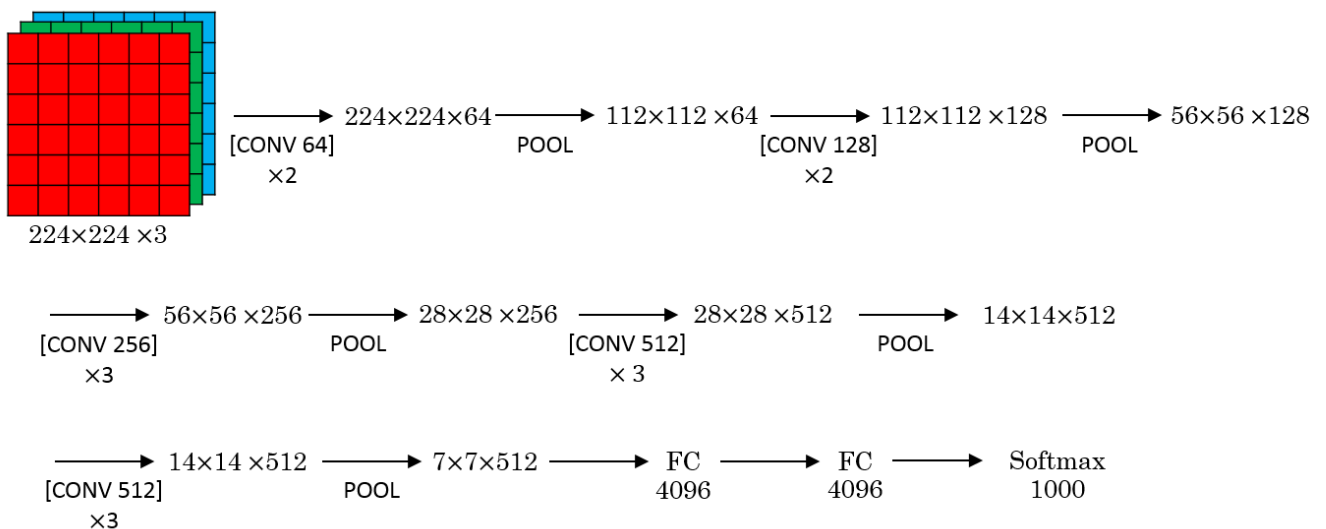 224×224×64 112×112 ×64 112×112 ×128 56×56 ×128
[CONV 64] POOL [CONV 128] POOL
×2 ×2
224×224 ×3
56×56 ×256 28×28 ×256 28×28 ×512 14×14×512
[CONV 256] POOL [CONV 512] POOL
×3 × 3
14×14 ×512 7×7×512 FC FC Softmax
[CONV 512] POOL 4096 4096 1000
×3